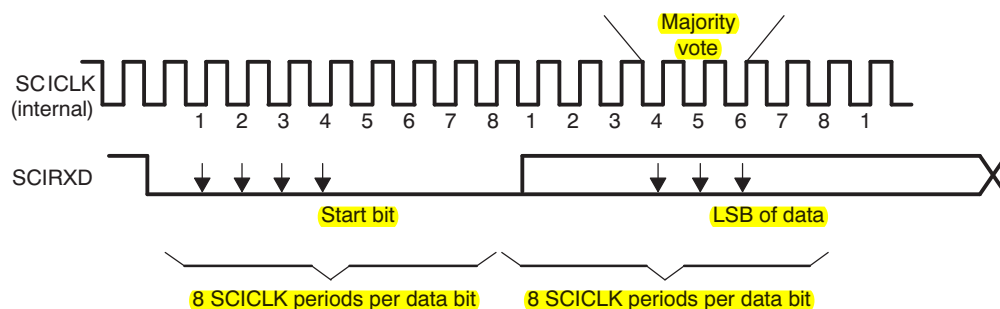 Majority
vote
SCICLK
(internal)
1 2 3 4 5 6 7 8 1 2 3 4 5 6 7 8 1
SCIRXD
Start bit LSB of data
8 SCICLK periods per data bit 8 SCICLK periods per data bit